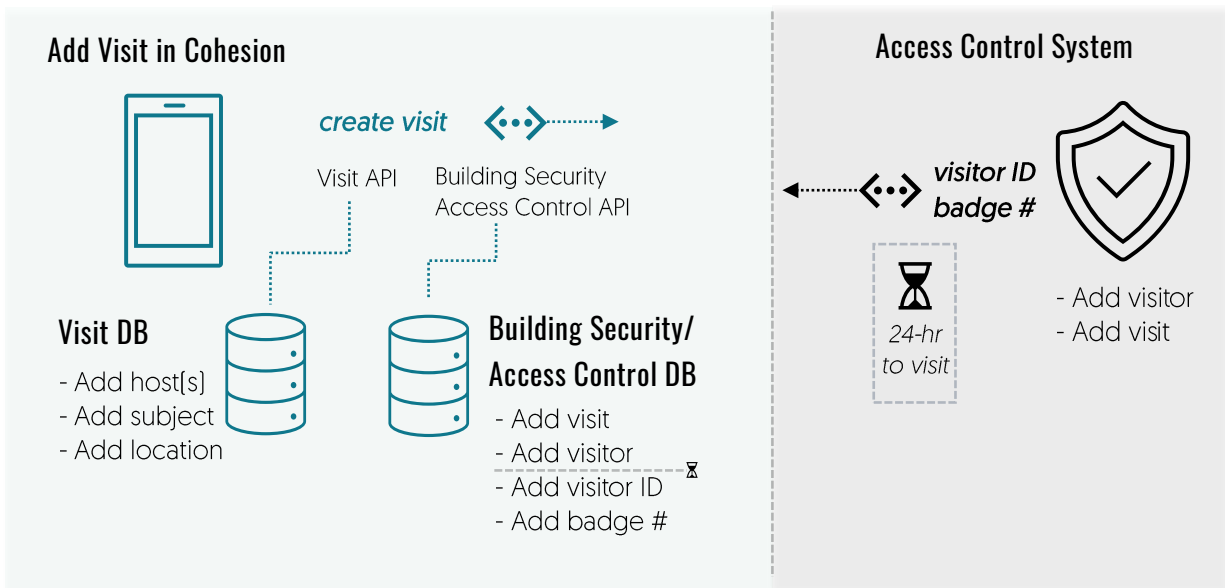 Add Visit in Cohesion
create visit
Visit API
Building Security
Access Control API
Visit DB
- Add host(s)
- Add subject
- Add location
Building Security/
Access Control DB
- Add visit
- Add visitor
- Add visitor ID
- Add badge #
Access Control System
visitor ID
badge #
24-hr
to visit
- Add visitor
- Add visit